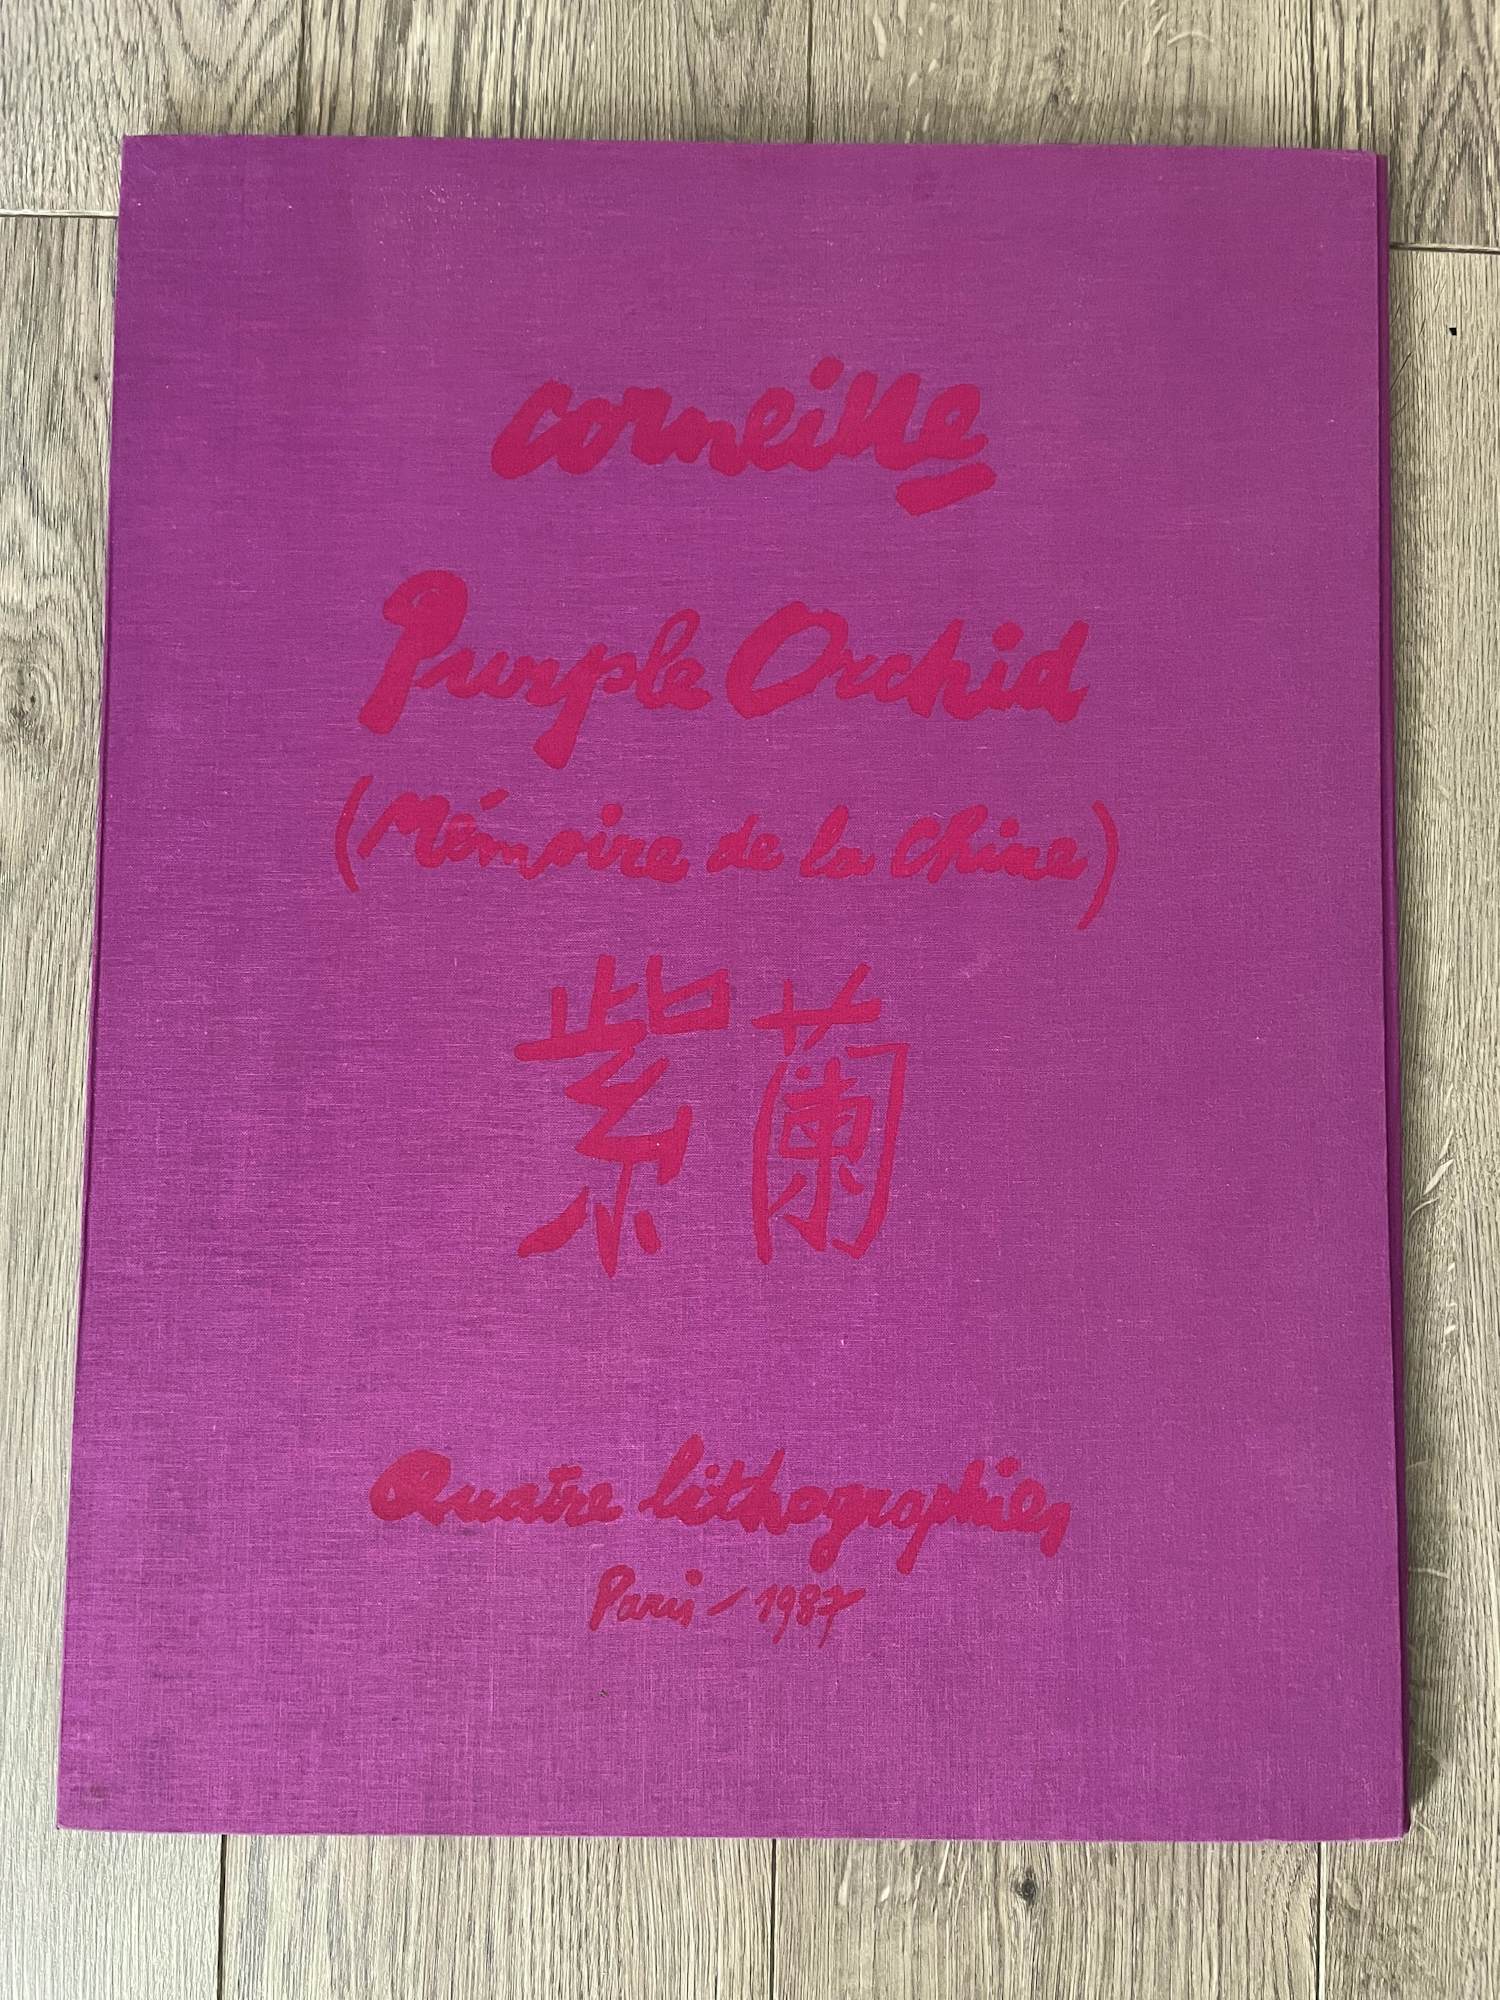 corneille
Purple Orchid
(Mémoire de la Chine)
紫蘭
Quatre lithographies
Paris - 1987